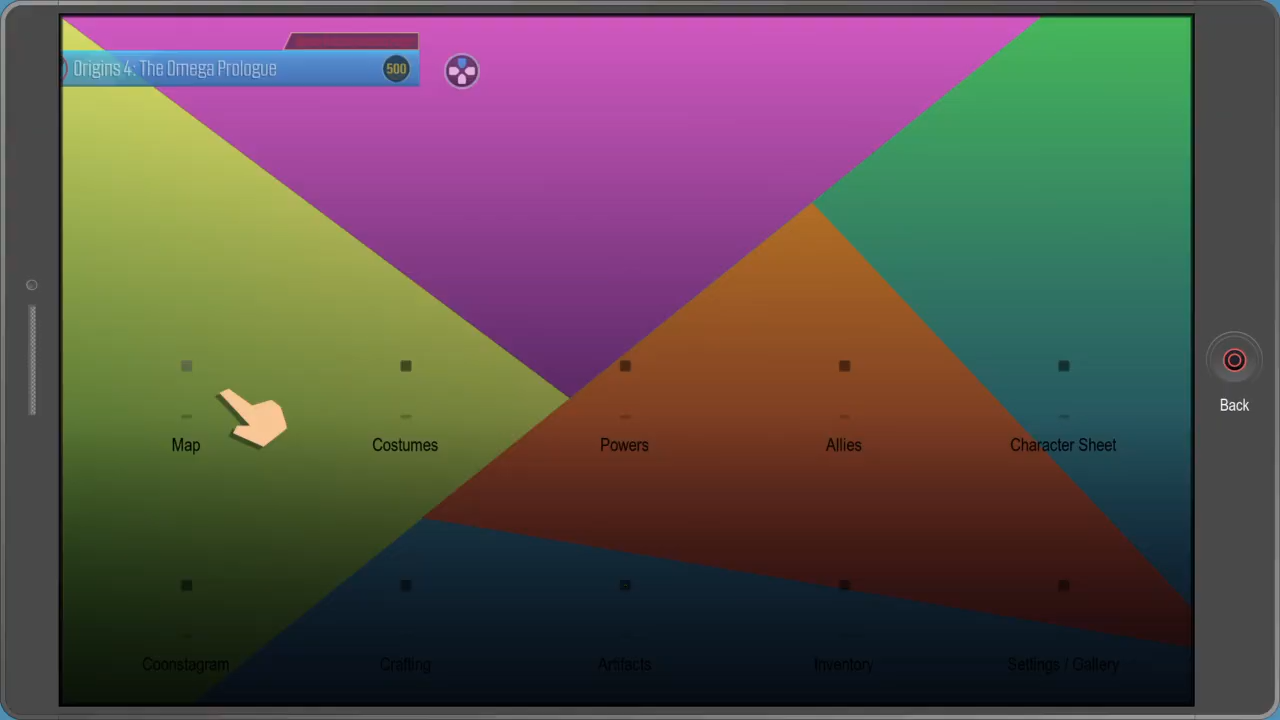 Origins 4: The Omega Prologue
500
Map
Costumes
Powers
Allies
Character Sheet
Back
Coonstagram
Crafting
Artifacts
Inventory
Settings / Gallery